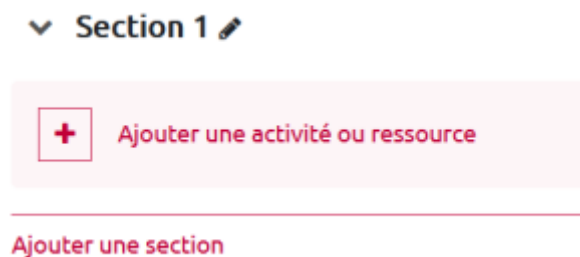 Section 1
Ajouter une activité ou ressource
Ajouter une section